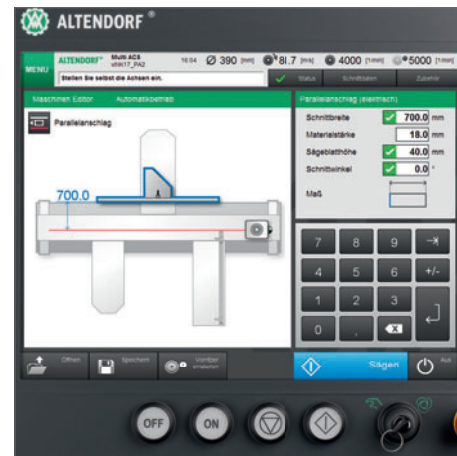 ALTENDORF®
MENU
ALTENDORF® Multi ACS 16:04 Ø 390 [mm] 81.7 [m/s] 4000 [1/min] 5000 [1/min]
Stellen Sie selbst die Achsen ein.
Status Schnittdaten Zubehör
Maschinen Editor Automatikbetrieb
Parallelanschlag (elektrisch)
Parallelanschlag
Schnittbreite 700.0 mm
Materialstärke 18.0 mm
Sägeblatthöhe 40.0 mm
Schnittwinkel 0.0 °
Maß
700.0
7 8 9
4 5 6 +/-
1 2 3
0 .
Öffnen Speichern Vorritzer
Sägen Aus
OFF ON